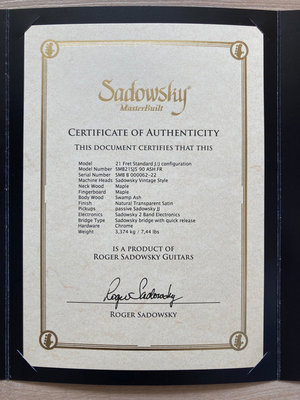 Sadowsky
MasterBuilt
CERTIFICATE OF AUTHENTICITY
THIS DOCUMENT CERTIFIES THAT THIS
Model 21 Fret Standard J/J configuration
Model Number SMB21SJS 90 ASH FR
Serial Number SMB B 000062-22
Machine Heads Sadowsky Vintage Style
Neck Wood Maple
Fingerboard Maple
Body Wood Swamp Ash
Finish Natural Transparent Satin
Pickups passive Sadowsky JJ
Electronics Sadowsky 2 Band Electronics
Bridge Type Sadowsky bridge with quick release
Hardware Chrome
Weight 3,374 kg / 7,44 lbs
IS A PRODUCT OF
ROGER SADOWSKY GUITARS
Roger Sadowsky
ROGER SADOWSKY